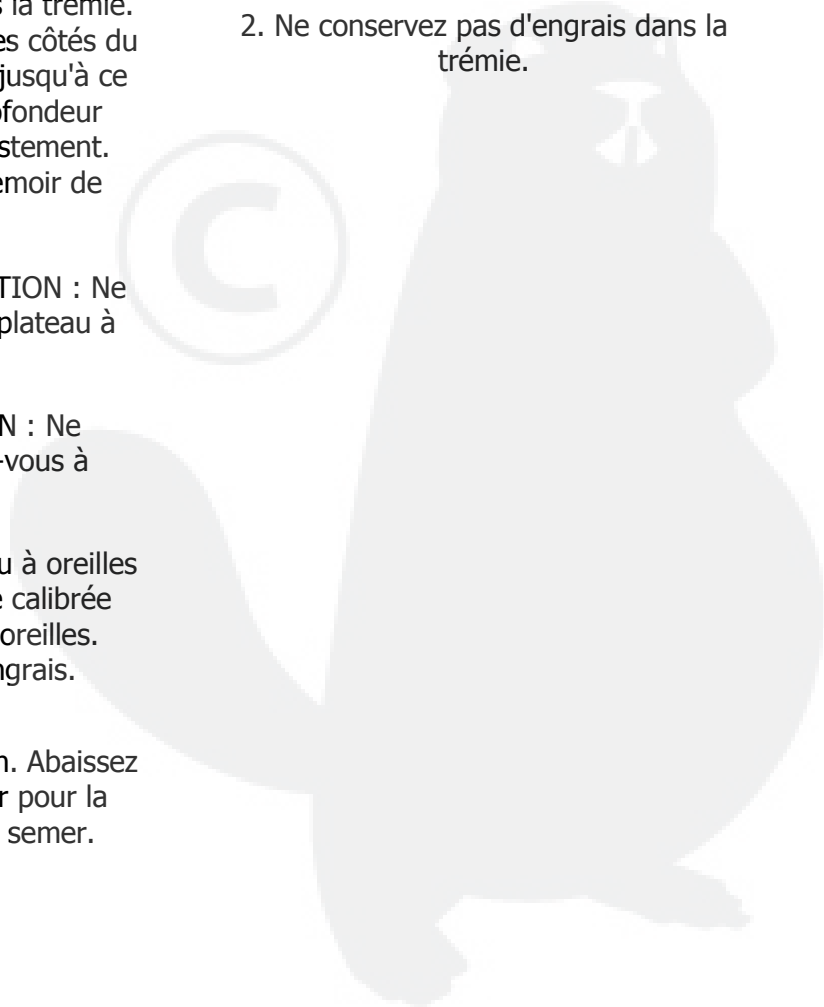 la trémie.
es côtés du
jusqu'à ce
ofondeur
stement.
emoir de
TION : Ne
plateau à
N : Ne
-vous à
u à oreilles
e calibrée
oreilles.
ngrais.
n. Abaissez
r pour la
semer.
2. Ne conservez pas d'engrais dans la
trémie.
©